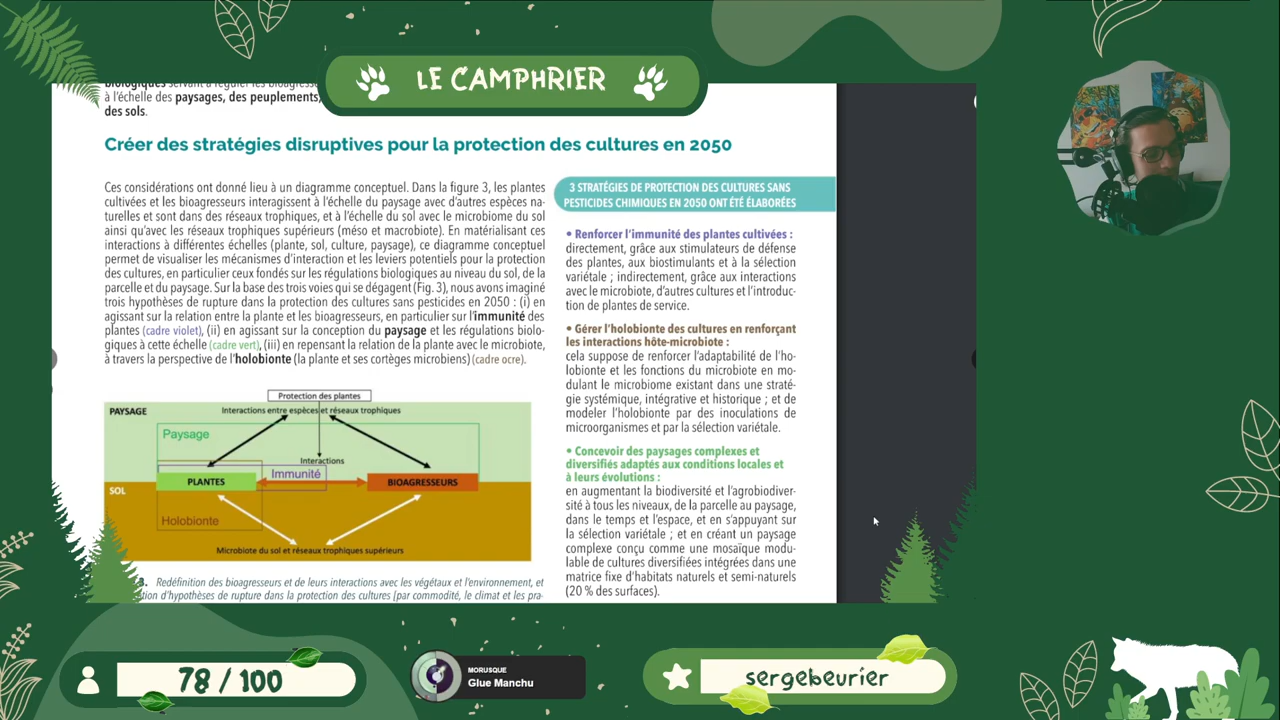 LE CAMPHRIER
biologiques servant à réguler les bioagress
à l'échelle des paysages, des peuplements,
des sols.
Créer des stratégies disruptives pour la protection des cultures en 2050
Ces considérations ont donné lieu à un diagramme conceptuel. Dans la figure 3, les plantes
cultivées et les bioagresseurs interagissent à l'échelle du paysage avec d'autres espèces na-
turelles et sont dans des réseaux trophiques, et à l'échelle du sol avec le microbiome du sol
ainsi qu'avec les réseaux trophiques supérieurs (méso et macrobiote). En matérialisant ces
interactions à différentes échelles (plante, sol, culture, paysage), ce diagramme conceptuel
permet de visualiser les mécanismes d'interaction et les leviers potentiels pour la protection
des cultures, en particulier ceux fondés sur les régulations biologiques au niveau du sol, de la
parcelle et du paysage. Sur la base des trois voies qui se dégagent (Fig. 3), nous avons imaginé
trois hypothèses de rupture dans la protection des cultures sans pesticides en 2050 : (i) en
agissant sur la relation entre la plante et les bioagresseurs, en particulier sur l'immunité des
plantes (cadre violet), (ii) en agissant sur la conception du paysage et les régulations biolo-
giques à cette échelle (cadre vert), (iii) en repensant la relation de la plante avec le microbiote,
à travers la perspective de l'holobionte (la plante et ses cortèges microbiens) (cadre ocre).
Protection des plantes
PAYSAGE
Interactions entre espèces et réseaux trophiques
Paysage
Interactions
Immunité
PLANTES
BIOAGRESSEURS
SOL
Holobionte
Microbiote du sol et réseaux trophiques supérieurs
3. Redéfinition des bioagresseurs et de leurs interactions avec les végétaux et l'environnement, et
tion d'hypothèses de rupture dans la protection des cultures [par commodité, le climat et les pra-
3 STRATÉGIES DE PROTECTION DES CULTURES SANS
PESTICIDES CHIMIQUES EN 2050 ONT ÉTÉ ÉLABORÉES
• Renforcer l'immunité des plantes cultivées :
directement, grâce aux stimulateurs de défense
des plantes, aux biostimulants et à la sélection
variétale ; indirectement, grâce aux interactions
avec le microbiote, d'autres cultures et l'introduc-
tion de plantes de service.
• Gérer l'holobionte des cultures en renforçant
les interactions hôte-microbiote :
cela suppose de renforcer l'adaptabilité de l'ho-
lobionte et les fonctions du microbiote en mo-
dulant le microbiome existant dans une straté-
gie systémique, intégrative et historique ; et de
modeler l'holobionte par des inoculations de
microorganismes et par la sélection variétale.
• Concevoir des paysages complexes et
diversifiés adaptés aux conditions locales et
à leurs évolutions :
en augmentant la biodiversité et l'agrobiodiver-
sité à tous les niveaux, de la parcelle au paysage,
dans le temps et l'espace, et en s'appuyant sur
la sélection variétale ; et en créant un paysage
complexe conçu comme une mosaïque modu-
lable de cultures diversifiées intégrées dans une
matrice fixe d'habitats naturels et semi-naturels
(20 % des surfaces).
78 / 100
MORUSQUE
Glue Manchu
sergebeurier